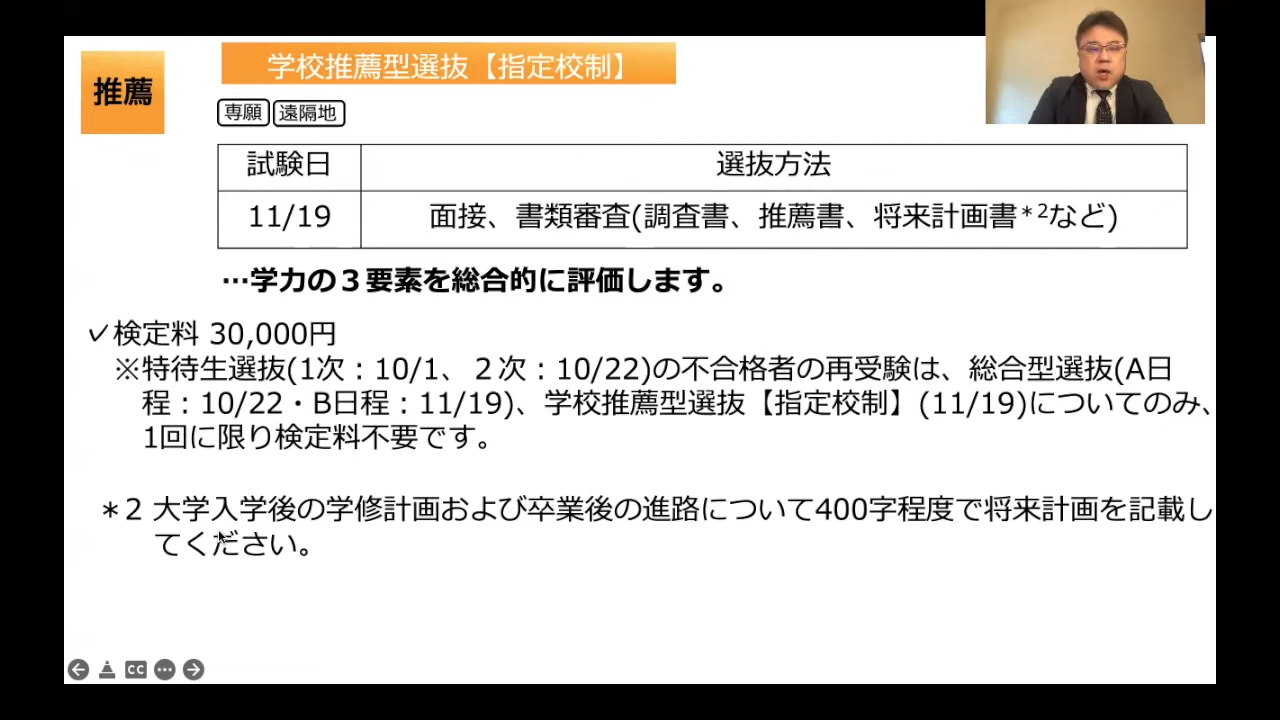 推薦
学校推薦型選抜【指定校制】
専願 遠隔地
試験日 選抜方法
11/19 面接、書類審査(調査書、推薦書、将来計画書*2など)
…学力の３要素を総合的に評価します。
✓検定料 30,000円
※特待生選抜(1次：10/1、２次：10/22)の不合格者の再受験は、総合型選抜(A日
程：10/22・B日程：11/19)、学校推薦型選抜【指定校制】(11/19)についてのみ、
1回に限り検定料不要です。
＊２ 大学入学後の学修計画および卒業後の進路について400字程度で将来計画を記載し
てください。
CC